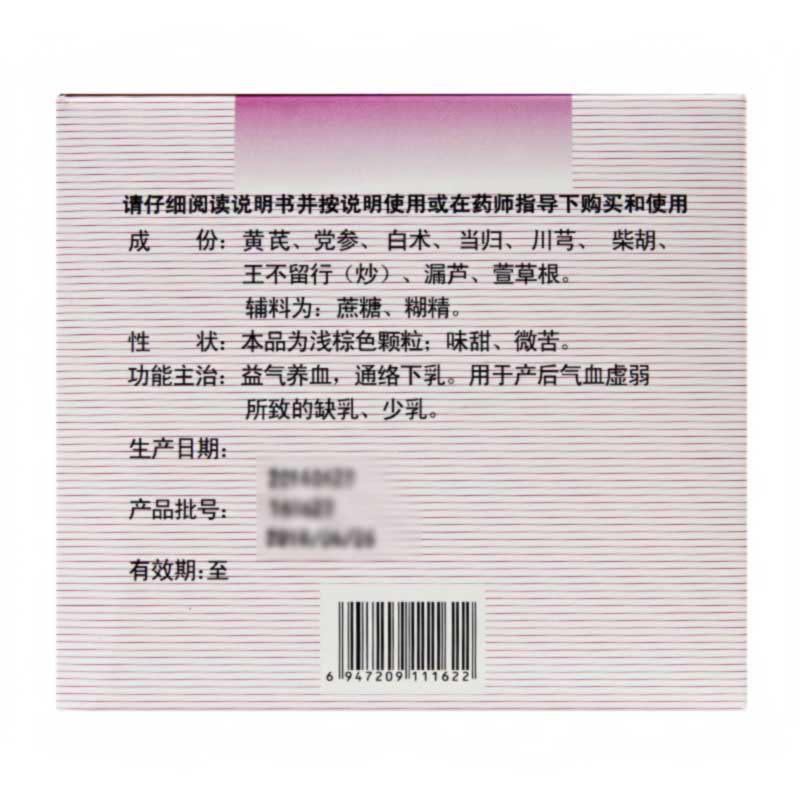 请仔细阅读说明书并按说明使用或在药师指导下购买和使用
成　份：黄芪、党参、白术、当归、川芎、柴胡、
王不留行（炒）、漏芦、萱草根。
辅料为：蔗糖、糊精。
性　状：本品为浅棕色颗粒；味甜、微苦。
功能主治：益气养血，通络下乳。用于产后气血虚弱
所致的缺乳、少乳。
生产日期：
产品批号：
有效期：至
6 947209 111622